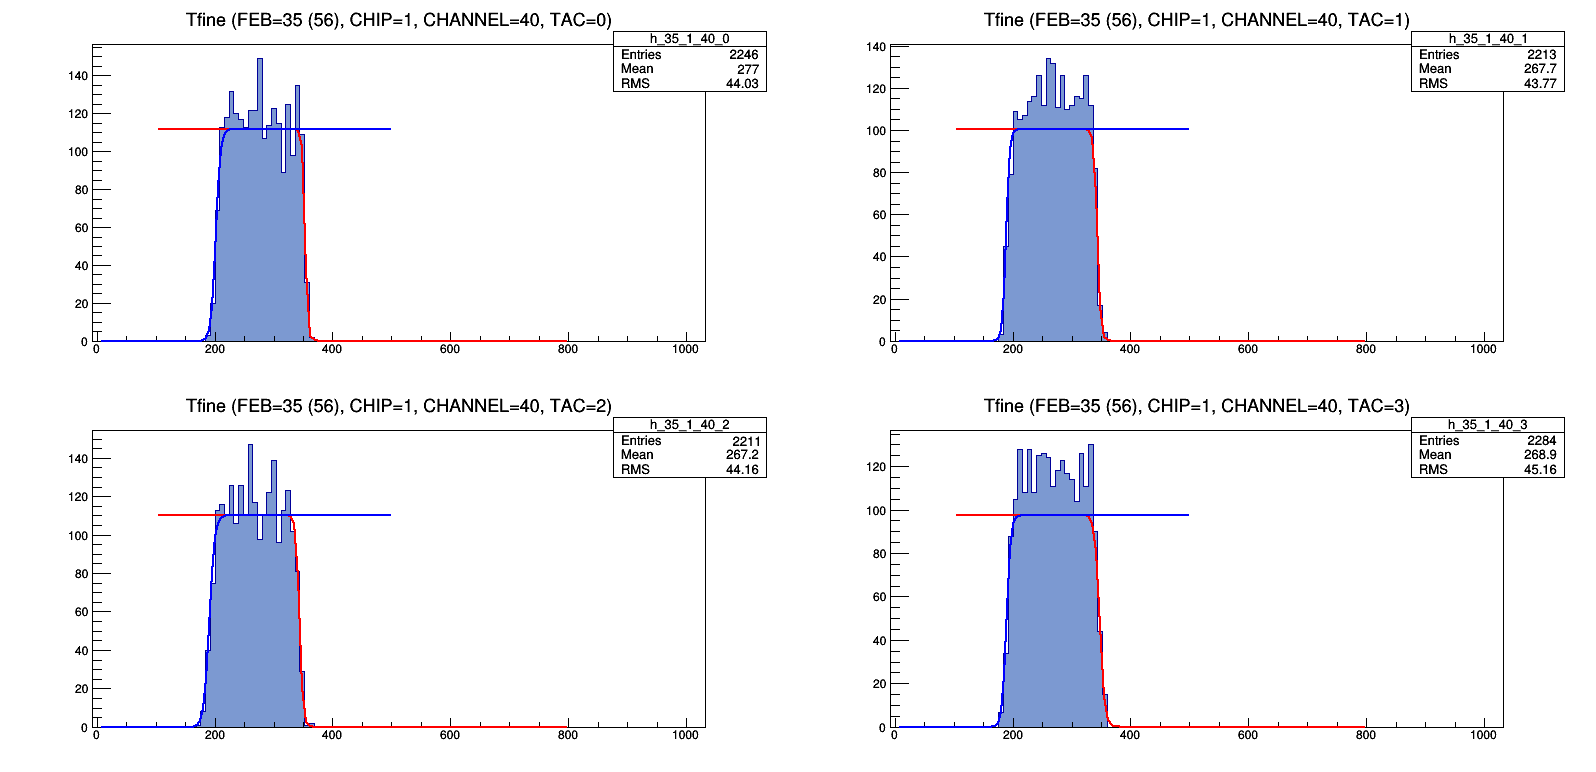 Tfine (FEB=35 (56), CHIP=1, CHANNEL=40, TAC=0)
h_35_1_40_0
Entries 2246
Mean 277
RMS 44.03
140
120
100
80
60
40
20
0
0 200 400 600 800 1000
Tfine (FEB=35 (56), CHIP=1, CHANNEL=40, TAC=1)
h_35_1_40_1
Entries 2213
Mean 267.7
RMS 43.77
140
120
100
80
60
40
20
0
0 200 400 600 800 1000
Tfine (FEB=35 (56), CHIP=1, CHANNEL=40, TAC=2)
h_35_1_40_2
Entries 2211
Mean 267.2
RMS 44.16
140
120
100
80
60
40
20
0
0 200 400 600 800 1000
Tfine (FEB=35 (56), CHIP=1, CHANNEL=40, TAC=3)
h_35_1_40_3
Entries 2284
Mean 268.9
RMS 45.16
120
100
80
60
40
20
0
0 200 400 600 800 1000